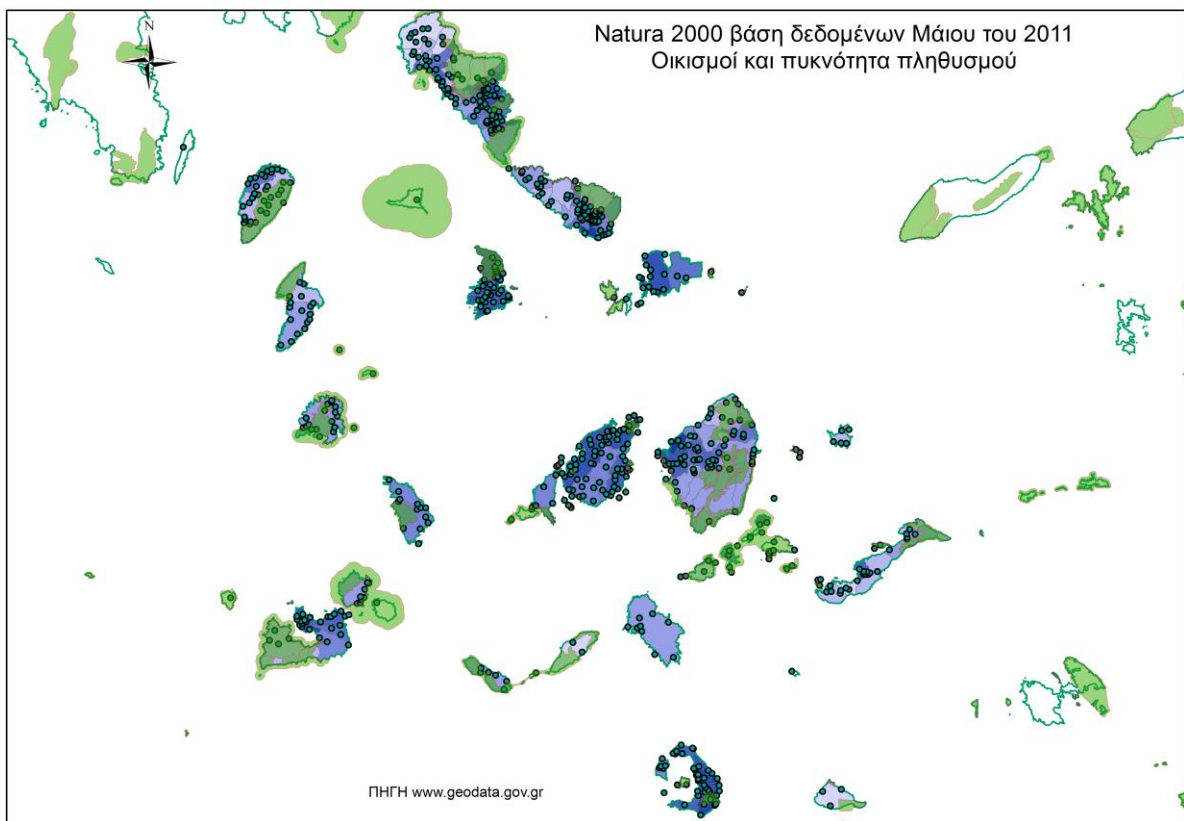 Natura 2000 βάση δεδομένων Μάιου του 2011
Οικισμοί και πυκνότητα πληθυσμού
N
ΠΗΓΗ www.geodata.gov.gr